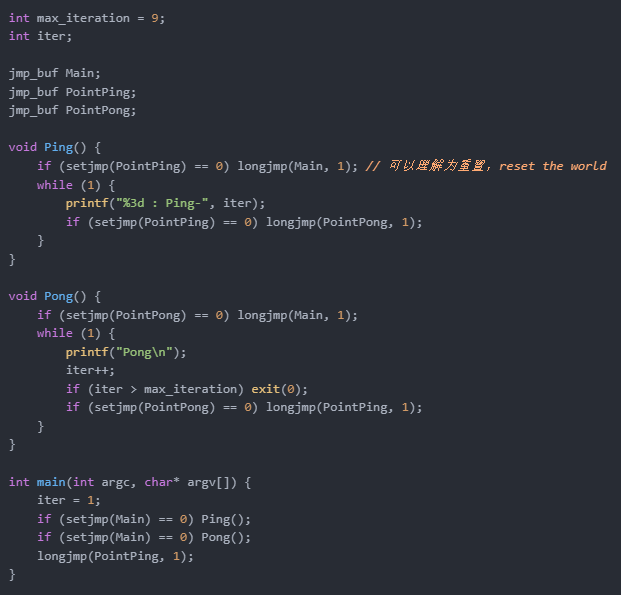 int max_iteration = 9;
int iter;

jmp_buf Main;
jmp_buf PointPing;
jmp_buf PointPong;

void Ping() {
    if (setjmp(PointPing) == 0) longjmp(Main, 1); // 可以理解为重置，reset the world
    while (1) {
        printf("%3d : Ping-", iter);
        if (setjmp(PointPing) == 0) longjmp(PointPong, 1);
    }
}

void Pong() {
    if (setjmp(PointPong) == 0) longjmp(Main, 1);
    while (1) {
        printf("Pong\n");
        iter++;
        if (iter > max_iteration) exit(0);
        if (setjmp(PointPong) == 0) longjmp(PointPing, 1);
    }
}

int main(int argc, char* argv[]) {
    iter = 1;
    if (setjmp(Main) == 0) Ping();
    if (setjmp(Main) == 0) Pong();
    longjmp(PointPing, 1);
}